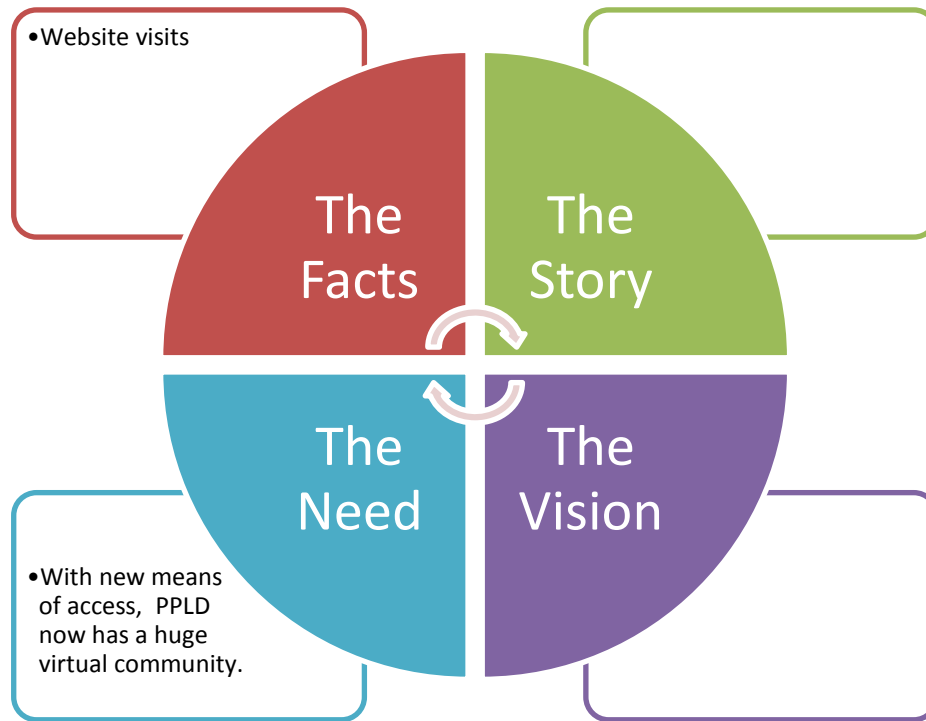 •Website visits
The
Facts
The
Story
The
Need
The
Vision
•With new means
of access,  PPLD
now has a huge
virtual community.